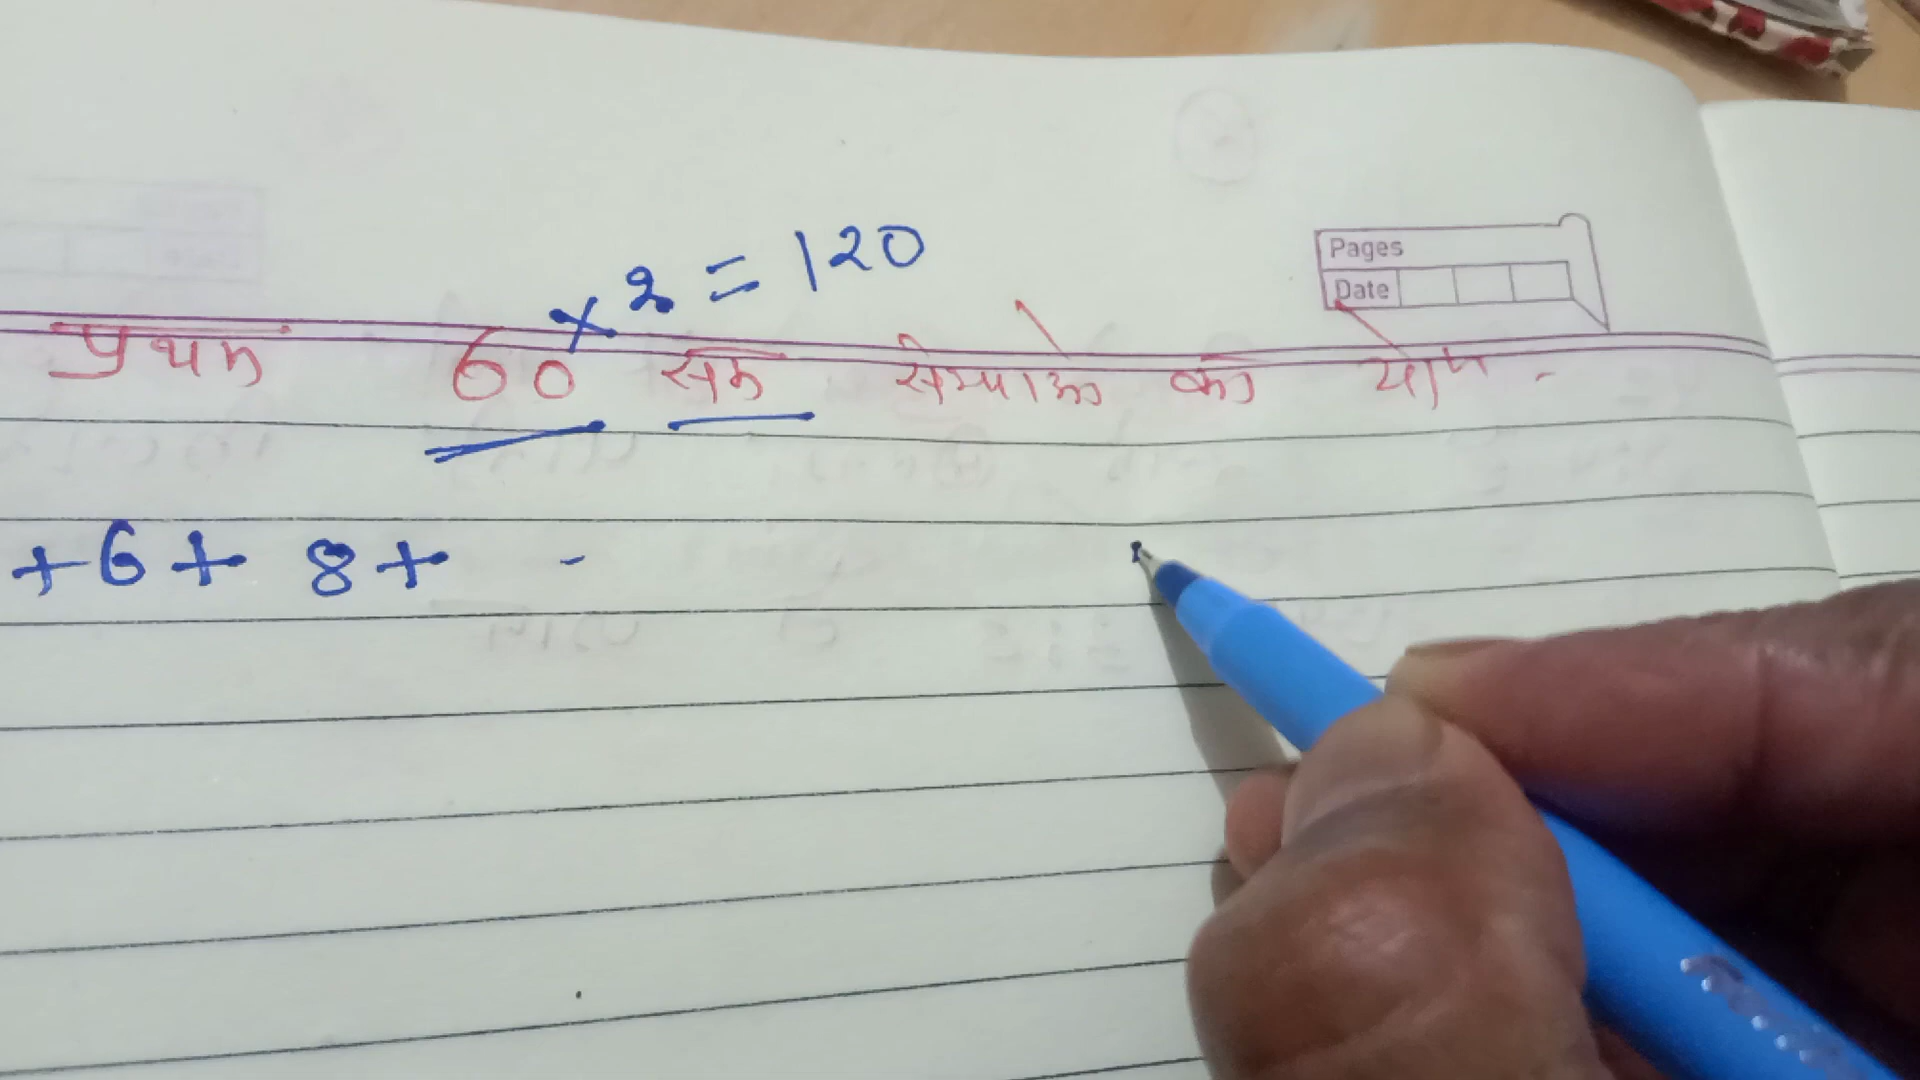 × 2 = 120
Pages
Date
प्रथम 60 सम संख्याओं का योग -
+6+ 8+ -